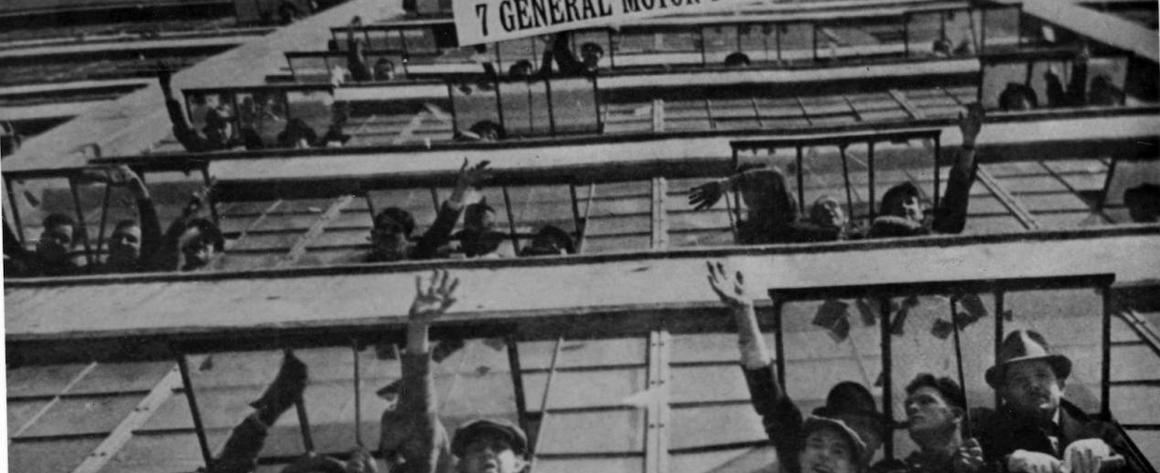 7 GENERAL MOTOR